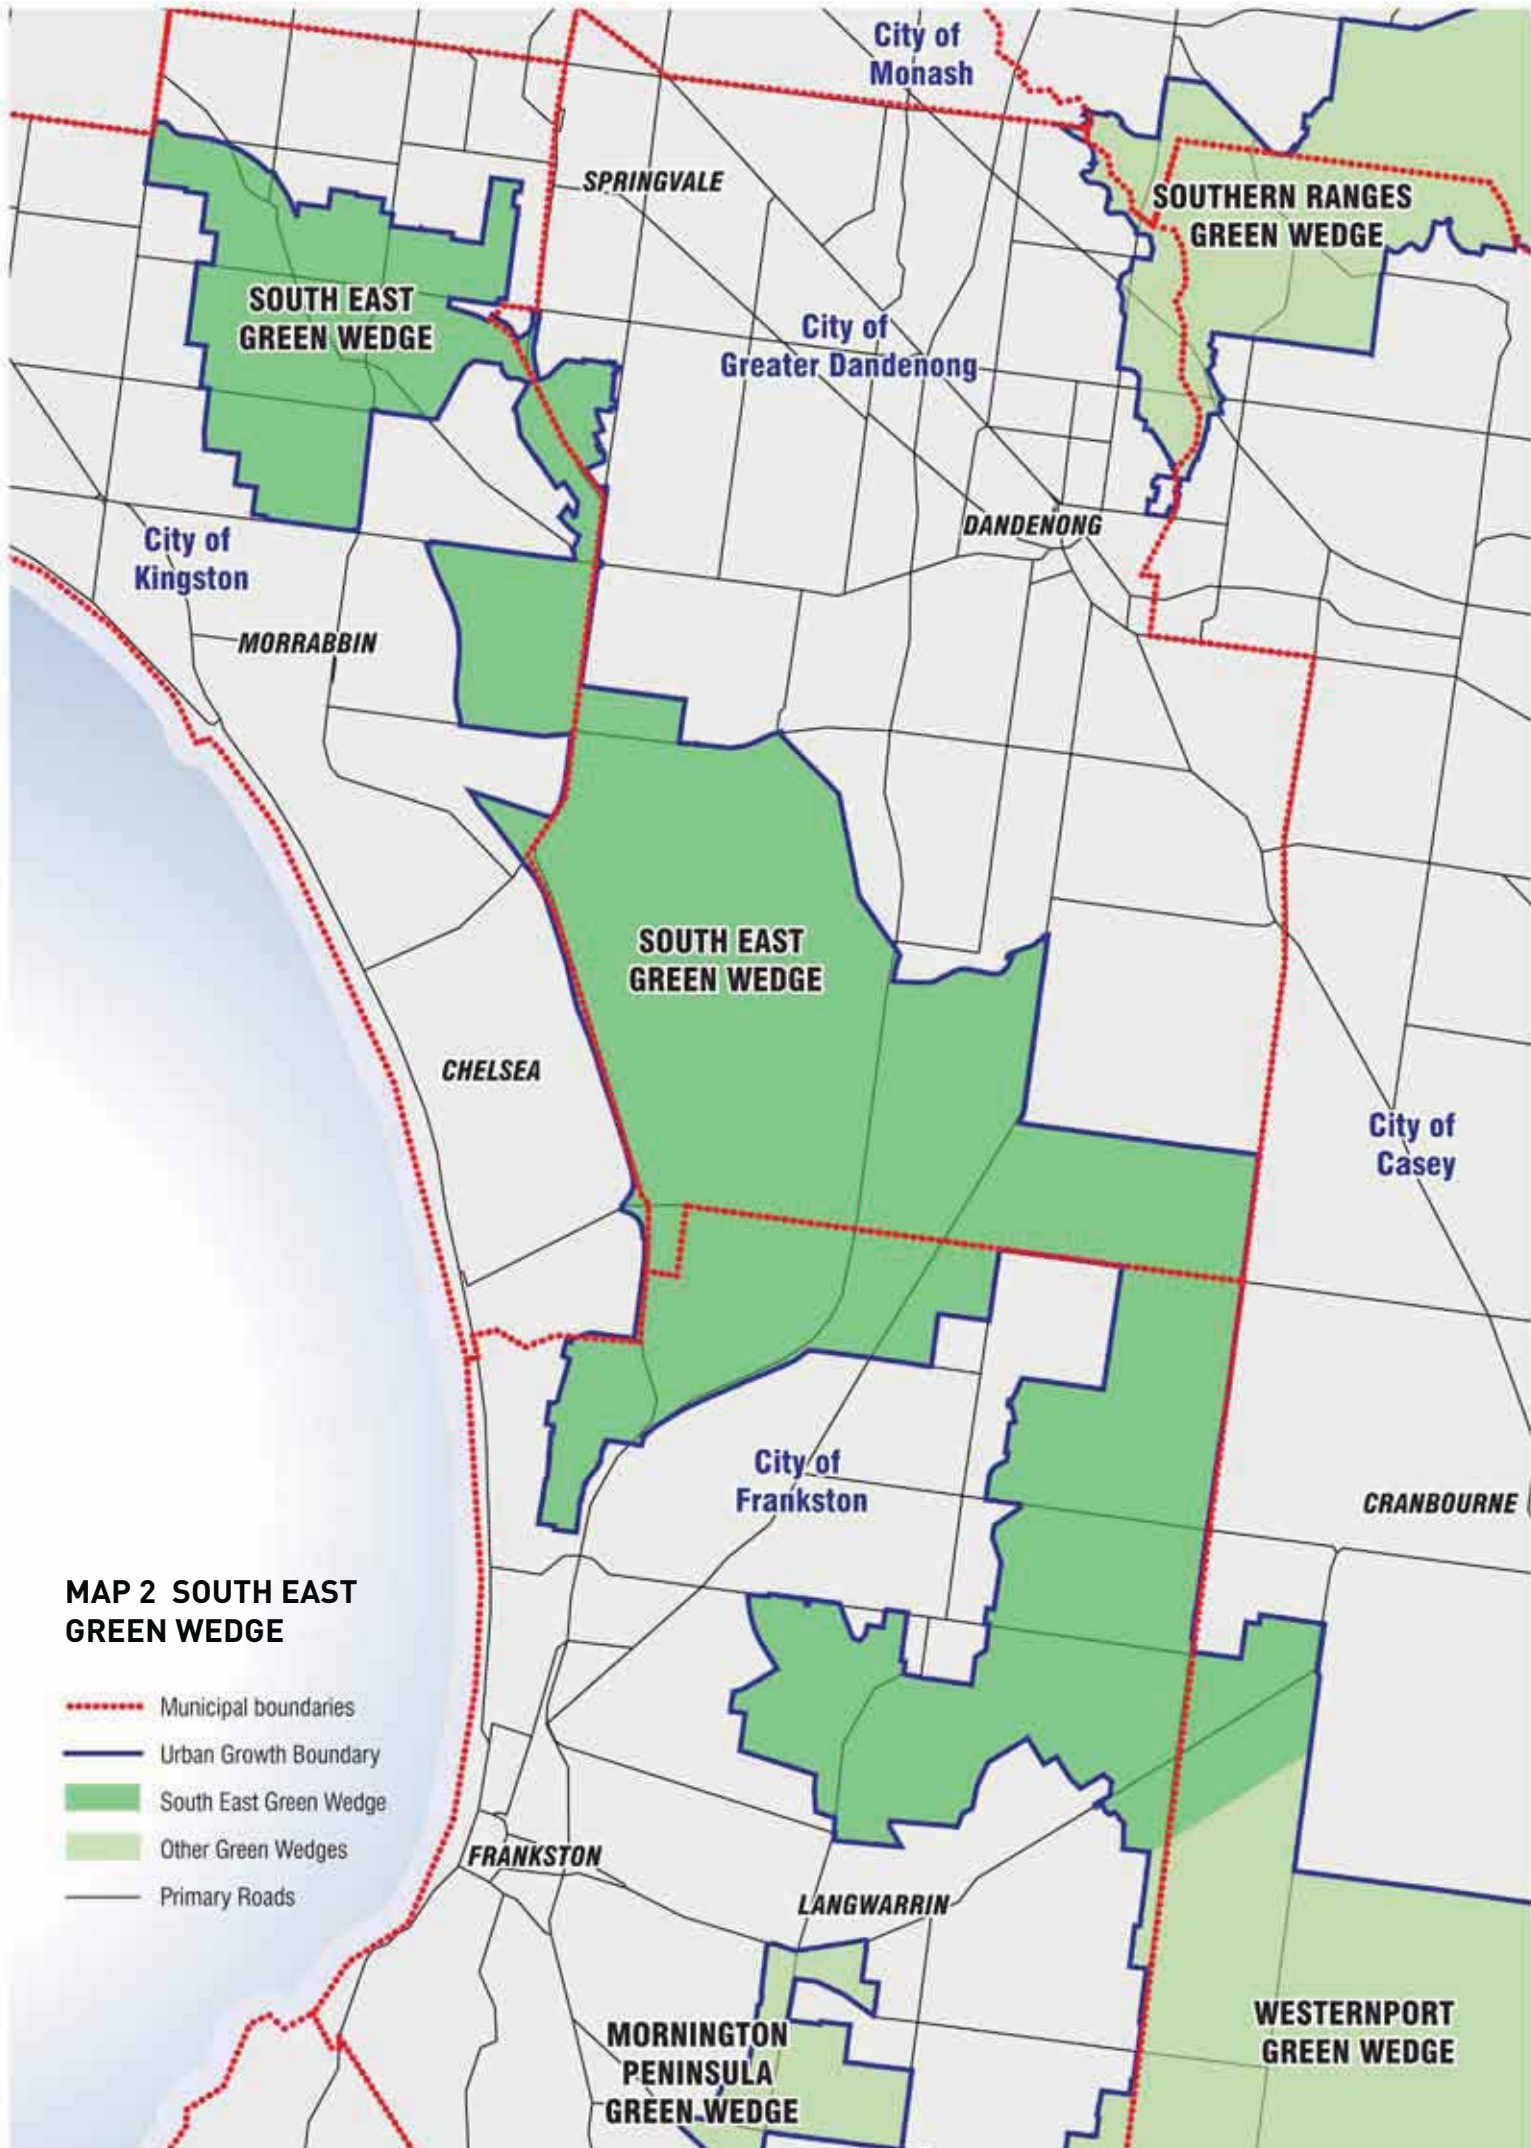 City of
Monash
SPRINGVALE
SOUTHERN RANGES
GREEN WEDGE
SOUTH EAST
GREEN WEDGE
City of
Greater Dandenong
DANDENONG
City of
Kingston
MORRABBIN
SOUTH EAST
GREEN WEDGE
CHELSEA
City of
Casey
City of
Frankston
CRANBOURNE
MAP 2 SOUTH EAST
GREEN WEDGE
Municipal boundaries
Urban Growth Boundary
South East Green Wedge
Other Green Wedges
Primary Roads
FRANKSTON
LANGWARRIN
MORNINGTON
PENINSULA
GREEN WEDGE
WESTERNPORT
GREEN WEDGE